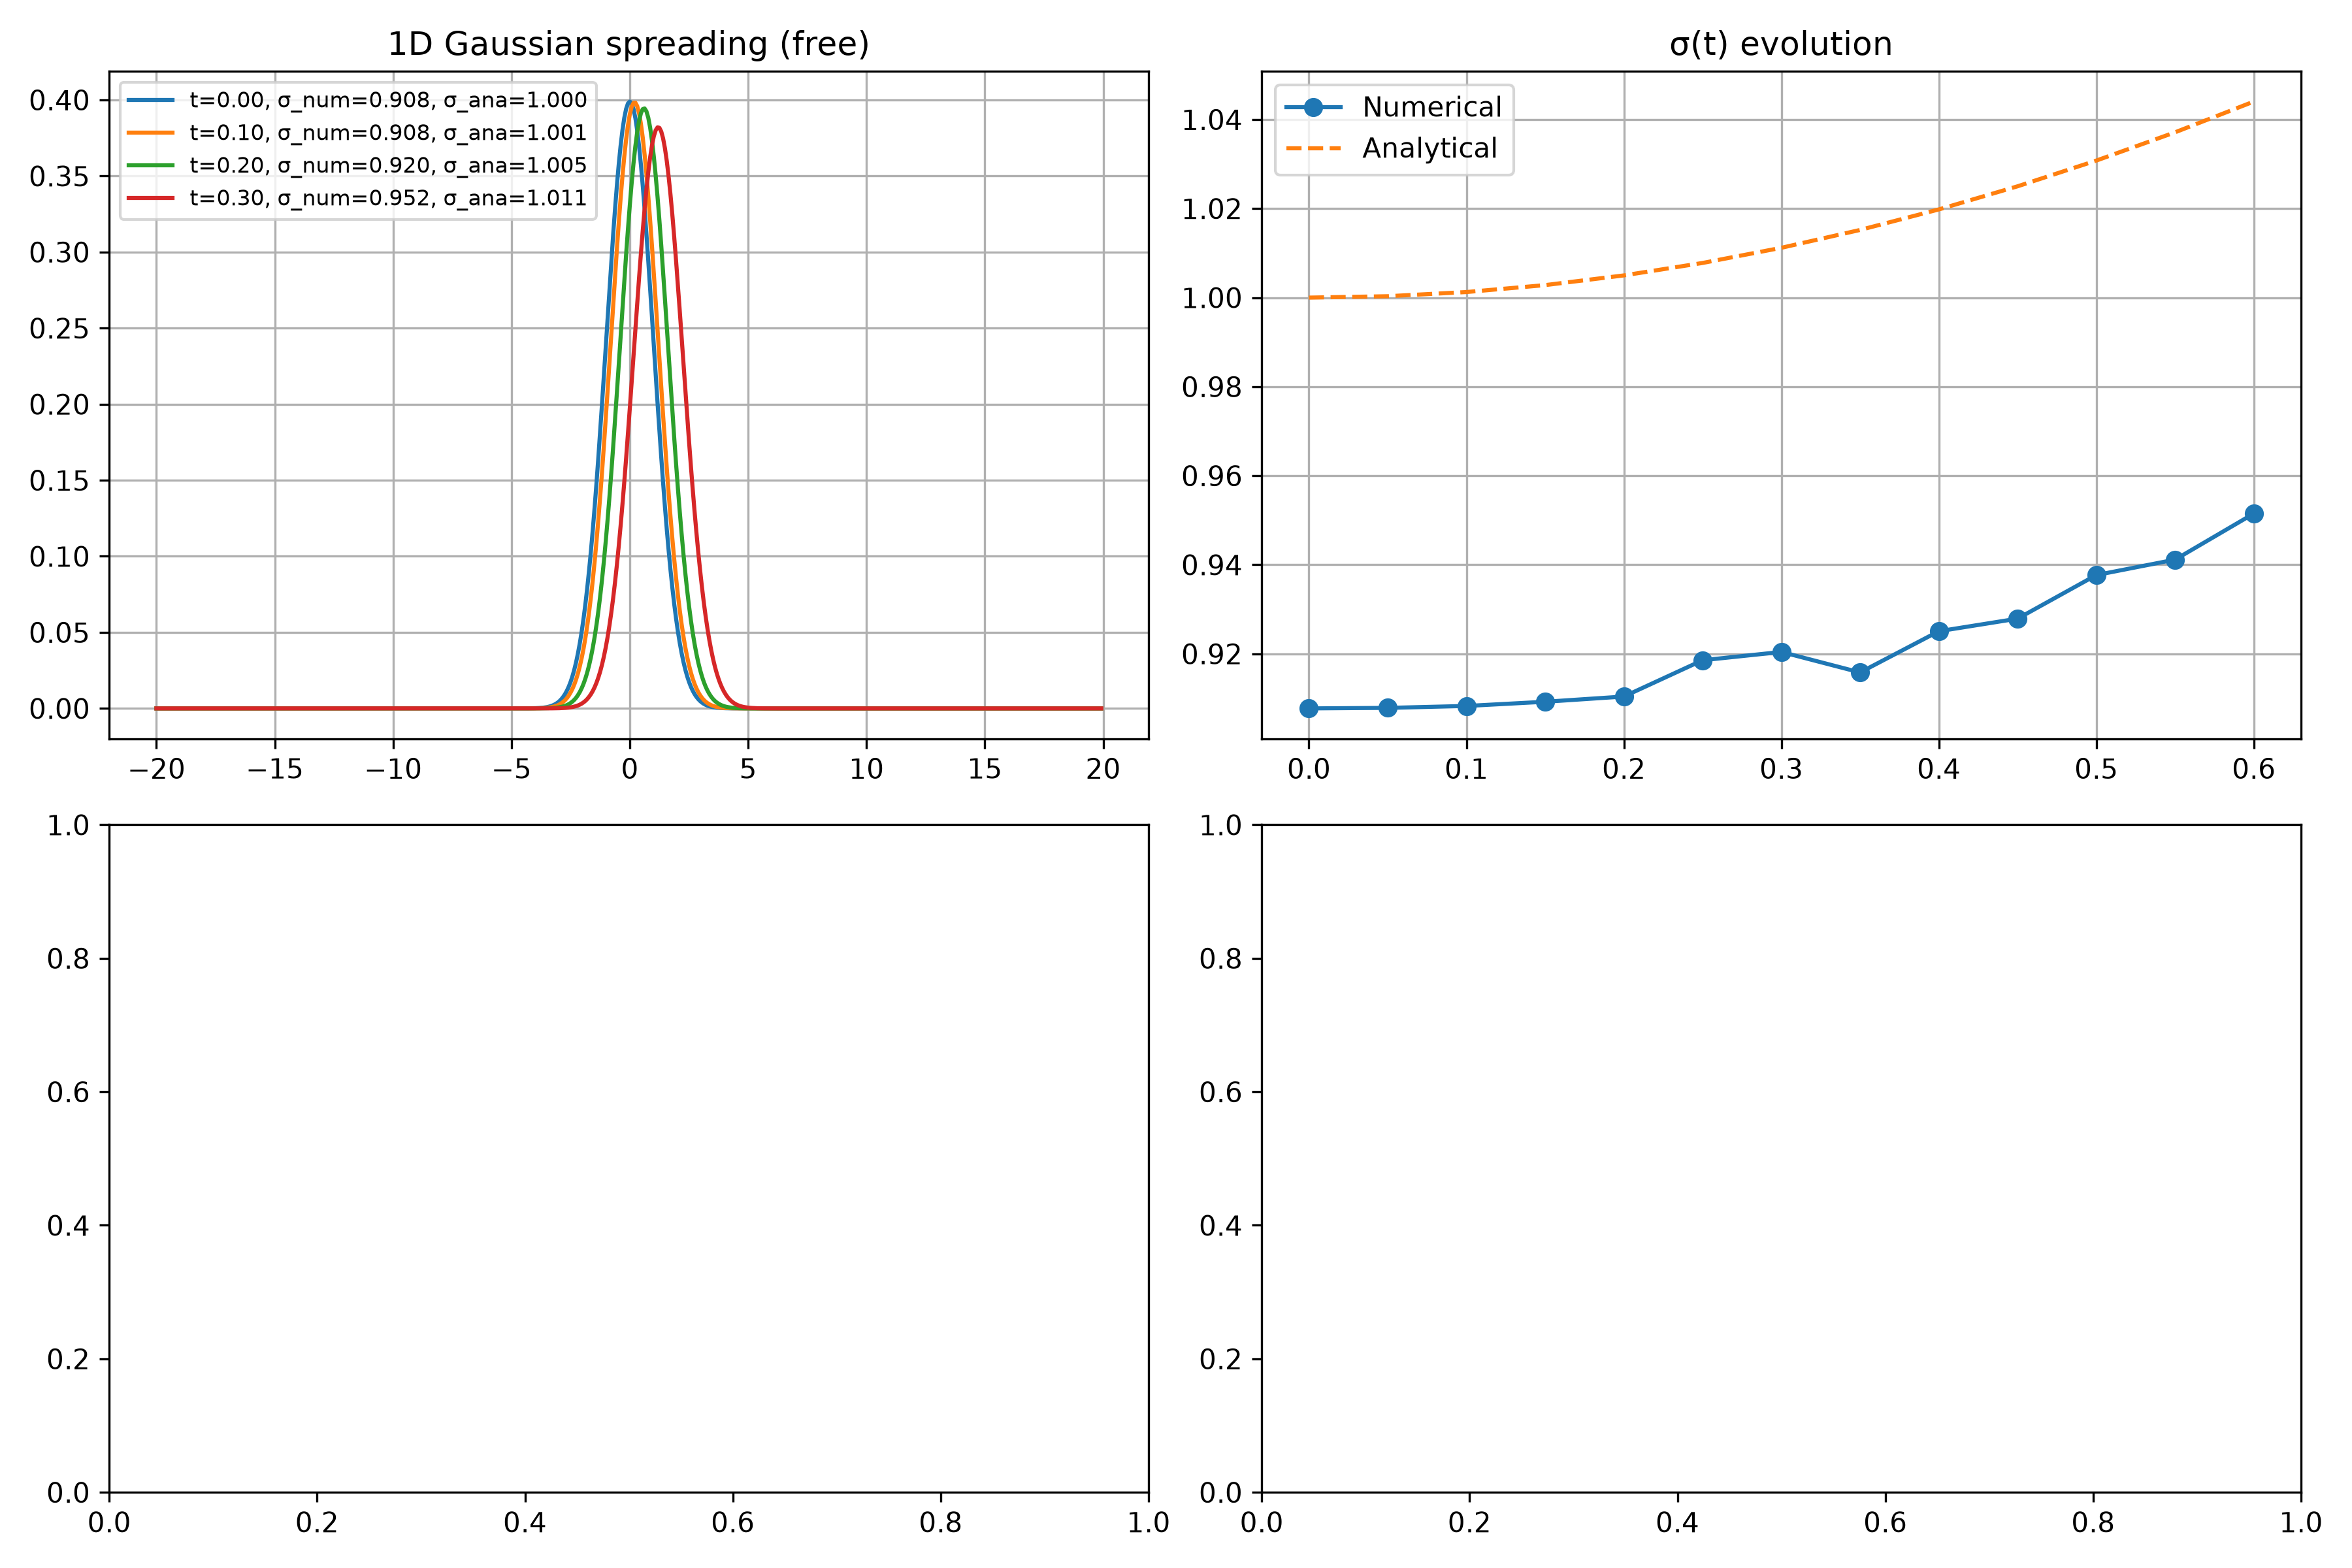 1D Gaussian spreading (free)
0.40
0.35
0.30
0.25
0.20
0.15
0.10
0.05
0.00
t=0.00, σ_num=0.908, σ_ana=1.000
t=0.10, σ_num=0.908, σ_ana=1.001
t=0.20, σ_num=0.920, σ_ana=1.005
t=0.30, σ_num=0.952, σ_ana=1.011
−20 −15 −10 −5 0 5 10 15 20
σ(t) evolution
1.04
1.02
1.00
0.98
0.96
0.94
0.92
Numerical
Analytical
0.0 0.1 0.2 0.3 0.4 0.5 0.6
1.0
0.8
0.6
0.4
0.2
0.0
0.0 0.2 0.4 0.6 0.8 1.0
1.0
0.8
0.6
0.4
0.2
0.0
0.0 0.2 0.4 0.6 0.8 1.0